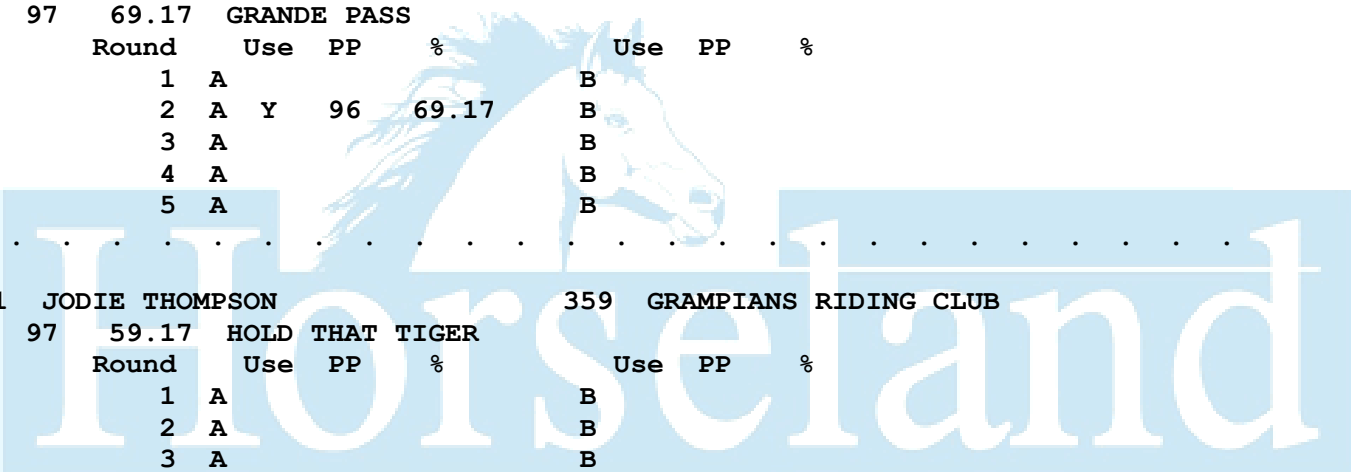 97 69.17 GRANDE PASS
Round Use PP % Use PP %
1 A B
2 A Y 96 69.17 B
3 A B
4 A B
5 A B
. . . . . . . . . . . . . . . . . . . . . . . . .
1 JODIE THOMPSON 359 GRAMPIANS RIDING CLUB
97 59.17 HOLD THAT TIGER
Round Use PP % Use PP %
1 A B
2 A B
3 A B
Horseland